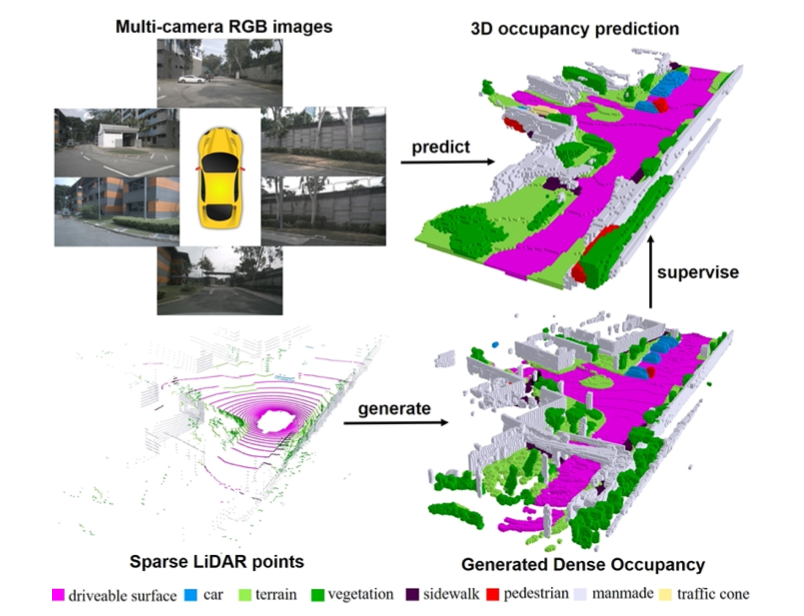 Multi-camera RGB images
3D occupancy prediction
predict
supervise
generate
Sparse LiDAR points
Generated Dense Occupancy
driveable surface car terrain vegetation sidewalk pedestrian manmade traffic cone